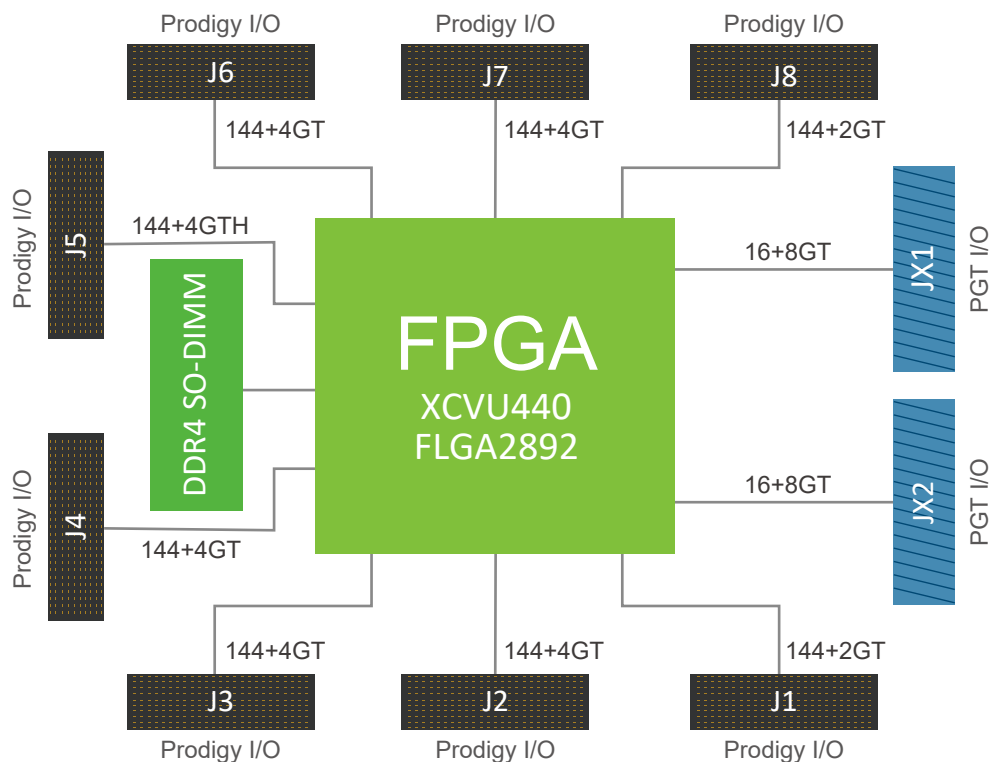 Prodigy I/O
Prodigy I/O
Prodigy I/O
J6
J7
J8
144+4GT
144+4GT
144+2GT
Prodigy I/O
J5
144+4GTH
16+8GT
JX1
PGT I/O
DDR4 SO-DIMM
FPGA
XCVU440
FLGA2892
Prodigy I/O
J4
144+4GT
16+8GT
JX2
PGT I/O
144+4GT
144+4GT
144+2GT
J3
J2
J1
Prodigy I/O
Prodigy I/O
Prodigy I/O